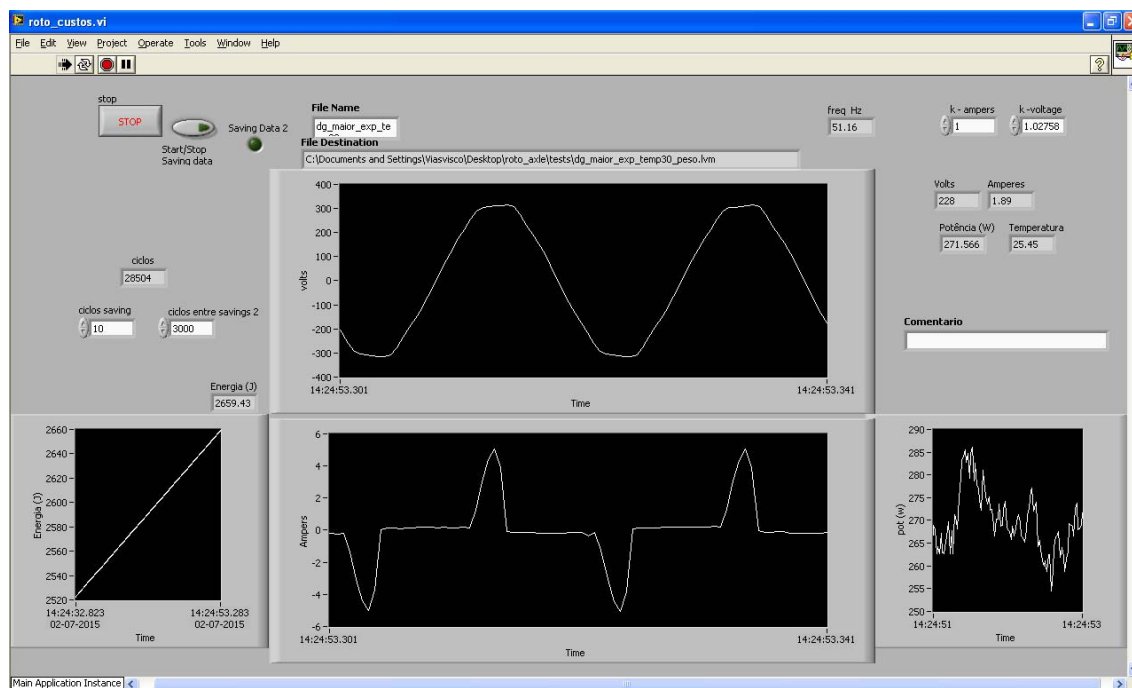 roto_custos.vi
File Edit View Project Operate Tools Window Help
stop
STOP
Start/Stop
Saving data
Saving Data 2
File Name
dg_maior_exp_te
File Destination
C:\Documents and Settings\Viasvisco\Desktop\roto_axle\tests\dg_maior_exp_temp30_peso.lvm
freq Hz
51.16
k - ampers
1
k -voltage
1.02758
Volts
228
Amperes
1.89
Potência (W)
271.566
Temperatura
25.45
ciclos
28504
ciclos saving
10
ciclos entre savings 2
3000
Comentario
Energia (J)
2659.43
volts
400
300
200
100
0
-100
-200
-300
-400
14:24:53.301
14:24:53.341
Time
Energia (J)
2660
2640
2620
2600
2580
2560
2540
2520
14:24:32.823
02-07-2015
14:24:53.283
02-07-2015
Time
Ampers
6
4
2
0
-2
-4
-6
14:24:53.301
14:24:53.341
Time
pot (w)
290
285
280
275
270
265
260
255
250
14:24:51
14:24:53
Time
Main Application Instance